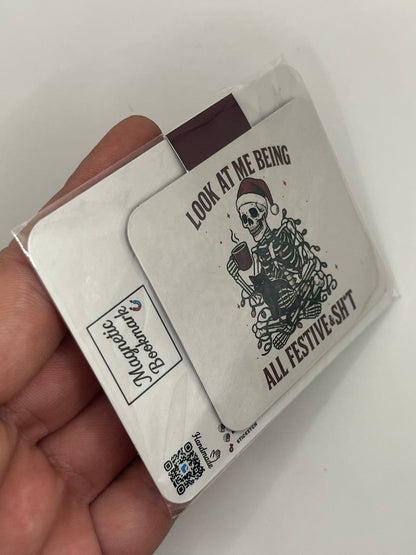 LOOK AT ME BEING
ALL FESTIVE&SH*T
Magnetic
Bookmark
Handmade